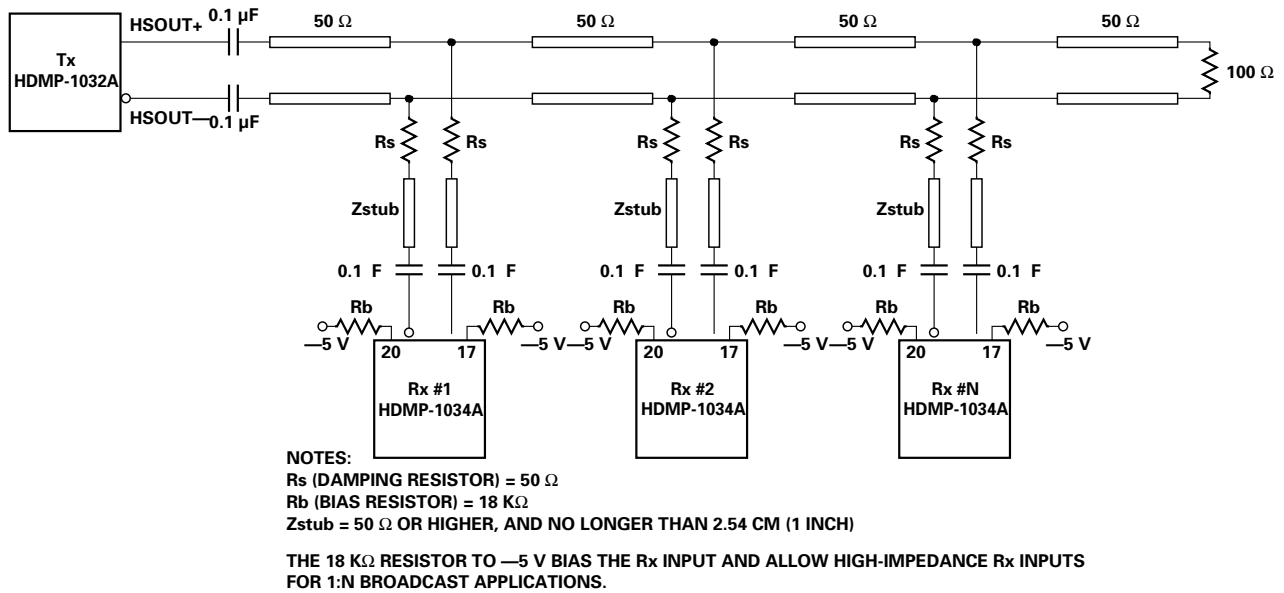 HSOUT+
0.1 µF
50 Ω
50 Ω
50 Ω
50 Ω
Tx
HDMP-1032A
100 Ω
HSOUT—
0.1 µF
Rs
Rs
Rs
Rs
Rs
Rs
Zstub
Zstub
Zstub
0.1 F
0.1 F
0.1 F
0.1 F
0.1 F
0.1 F
Rb
Rb
Rb
Rb
Rb
Rb
—5 V
—5 V
—5 V
—5 V
—5 V
—5 V
20
17
20
17
20
17
Rx #1
HDMP-1034A
Rx #2
HDMP-1034A
Rx #N
HDMP-1034A
NOTES:
Rs (DAMPING RESISTOR) = 50 Ω
Rb (BIAS RESISTOR) = 18 KΩ
Zstub = 50 Ω OR HIGHER, AND NO LONGER THAN 2.54 CM (1 INCH)
THE 18 KΩ RESISTOR TO —5 V BIAS THE Rx INPUT AND ALLOW HIGH-IMPEDANCE Rx INPUTS
FOR 1:N BROADCAST APPLICATIONS.